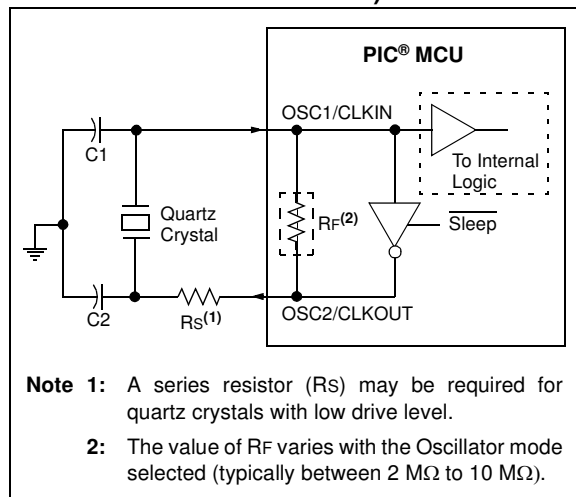 PIC® MCU
OSC1/CLKIN
C1
To Internal
Logic
Quartz
Crystal
RF(2)
Sleep
C2
RS(1)
OSC2/CLKOUT
Note 1: A series resistor (RS) may be required for
quartz crystals with low drive level.
2: The value of RF varies with the Oscillator mode
selected (typically between 2 MΩ to 10 MΩ).